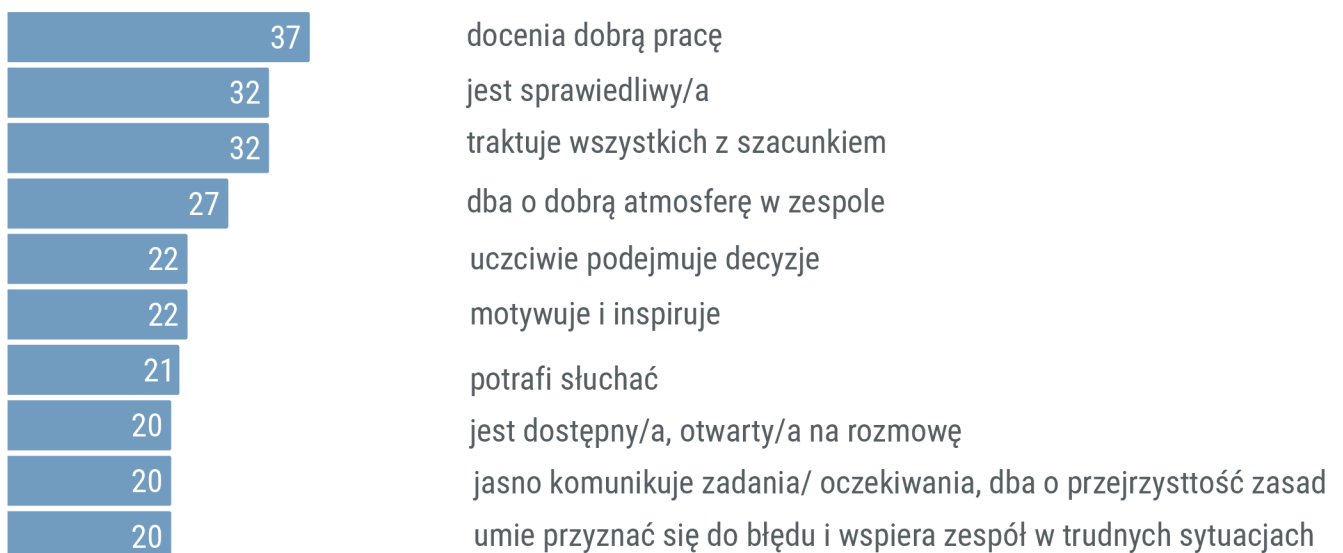 37 docenia dobrą pracę
32 jest sprawiedliwy/a
32 traktuje wszystkich z szacunkiem
27 dba o dobrą atmosferę w zespole
22 uczciwie podejmuje decyzje
22 motywuje i inspiruje
21 potrafi słuchać
20 jest dostępny/a, otwarty/a na rozmowę
20 jasno komunikuje zadania/ oczekiwania, dba o przejrzysttość zasad
20 umie przyznać się do błędu i wspiera zespół w trudnych sytuacjach